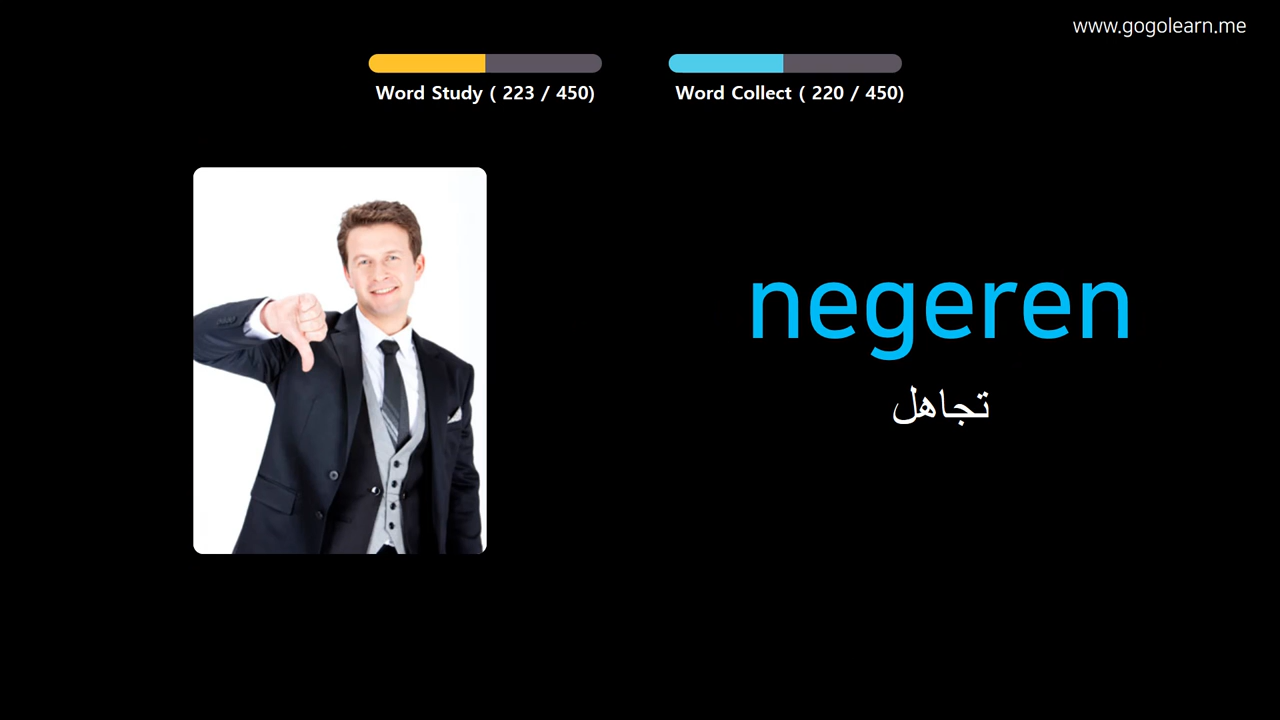 www.gogolearn.me
Word Study ( 223 / 450)
Word Collect ( 220 / 450)
negeren
تجاهل